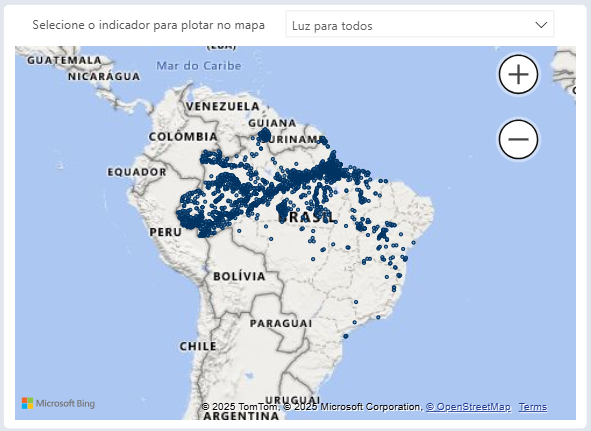 Selecione o indicador para plotar no mapa
Luz para todos
GUATEMALA
NICARÁGUA
Mar do Caribe
VENEZUELA
GUIANA
COLÔMBIA
SURINAME
EQUADOR
BRASIL
PERU
BOLÍVIA
PARAGUAI
CHILE
URUGUAI
ARGENTINA
Microsoft Bing
© 2025 TomTom, © 2025 Microsoft Corporation, © OpenStreetMap Terms